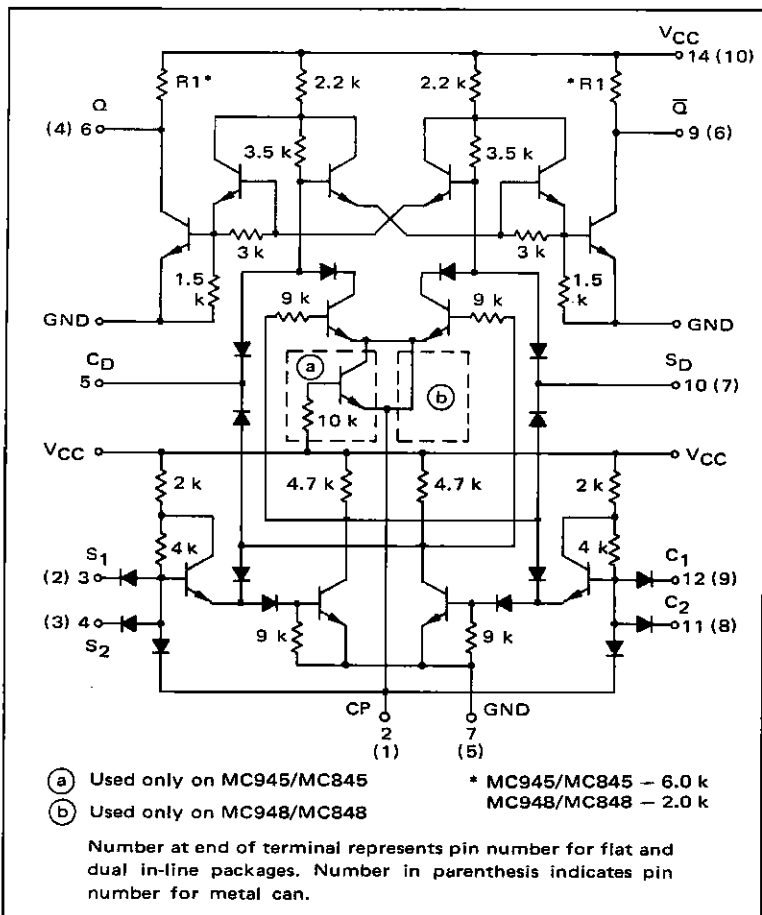 VCC
14 (10)
R1*
2.2 k
2.2 k
*R1
Q
Q̅
(4) 6
9 (6)
3.5 k
3.5 k
3 k
3 k
1.5 k
1.5 k
9 k
9 k
GND
GND
CD
SD
5
a
b
10 (7)
10 k
VCC
VCC
2 k
4.7 k
4.7 k
2 k
S1
4 k
4 k
C1
(2) 3
12 (9)
C2
(3) 4
11 (8)
S2
9 k
9 k
CP
GND
2
7
(1)
(5)
a Used only on MC945/MC845
* MC945/MC845 – 6.0 k
b Used only on MC948/MC848
MC948/MC848 – 2.0 k
Number at end of terminal represents pin number for flat and
dual in-line packages. Number in parenthesis indicates pin
number for metal can.